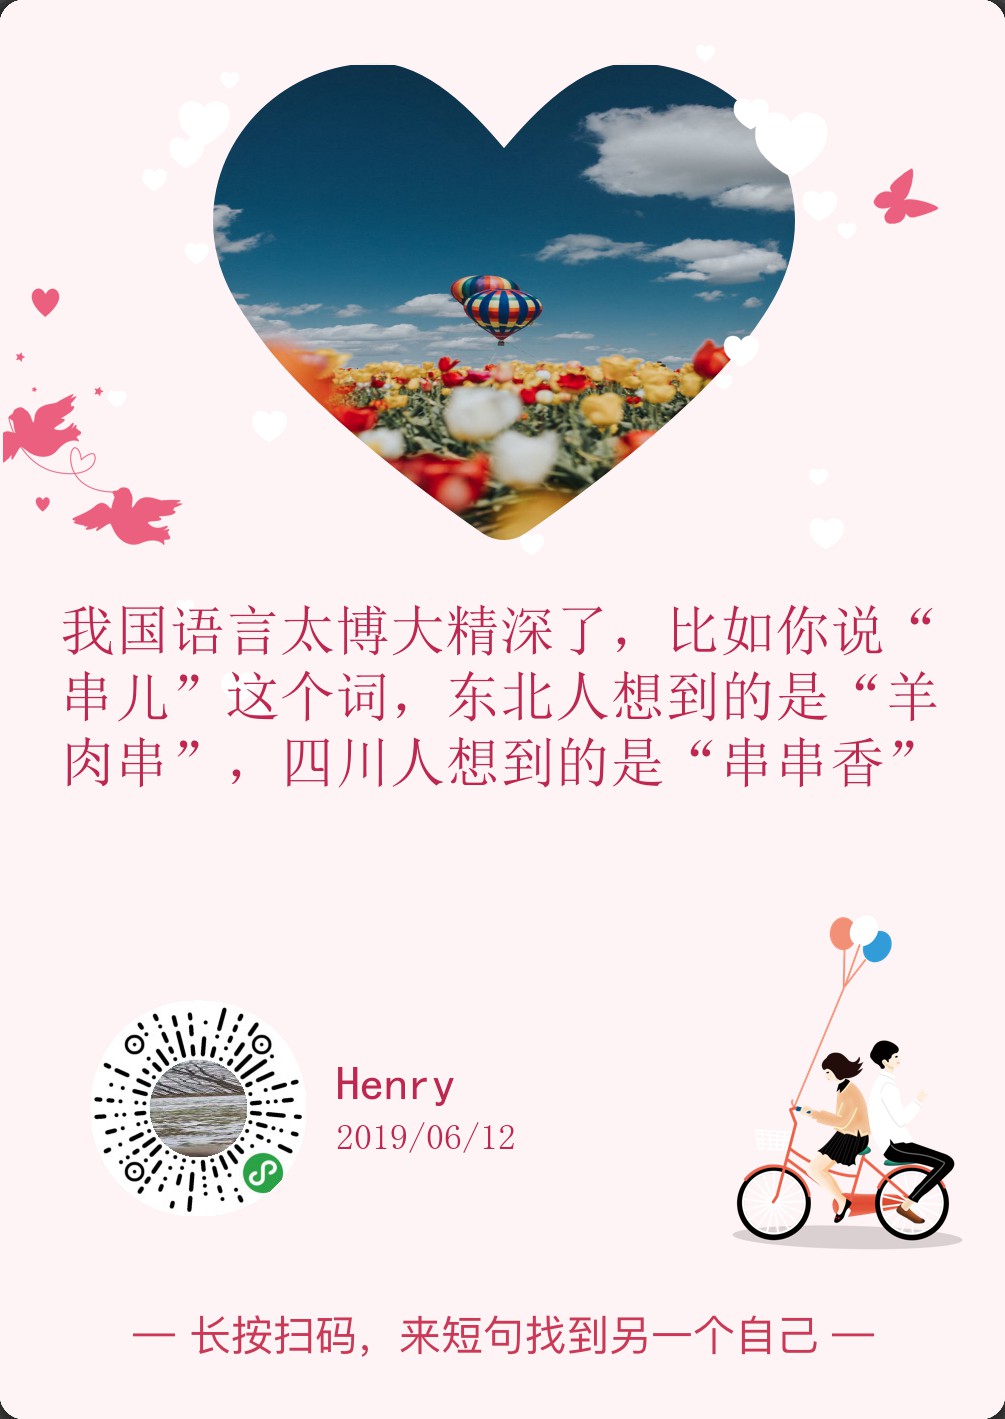 我国语言太博大精深了，比如你说“
串儿”这个词，东北人想到的是“羊
肉串”，四川人想到的是“串串香”
Henry
2019/06/12
— 长按扫码，来短句找到另一个自己 —